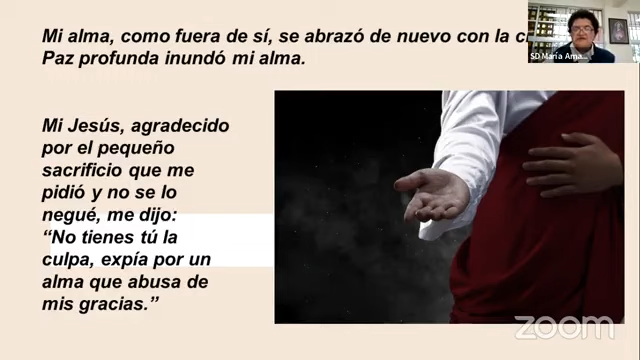 Mi alma, como fuera de sí, se abrazó de nuevo con la
Paz profunda inundó mi alma.
SD María Ama...
Mi Jesús, agradecido
por el pequeño
sacrificio que me
pidió y no se lo
negué, me dijo:
“No tienes tú la
culpa, expía por un
alma que abusa de
mis gracias.”
zoom